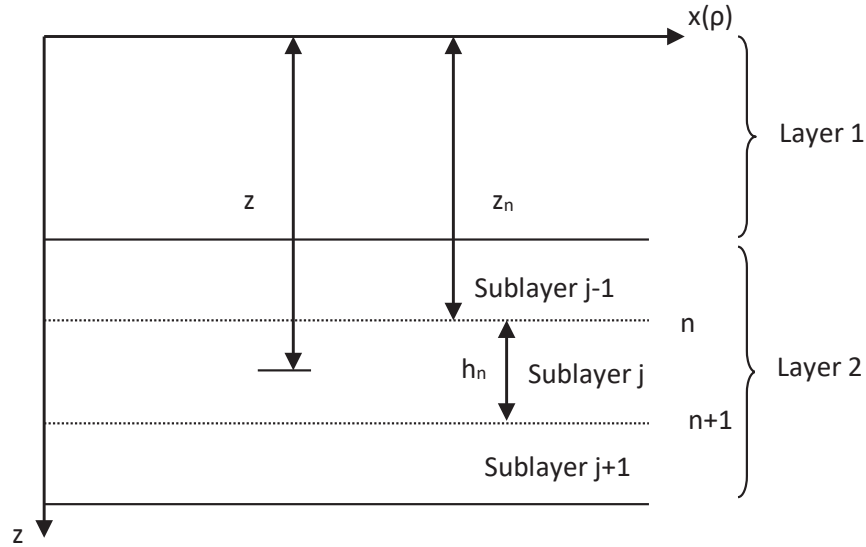 x(ρ)
Layer 1
z
zₙ
Sublayer j-1
n
hₙ
Sublayer j
Layer 2
n+1
Sublayer j+1
z